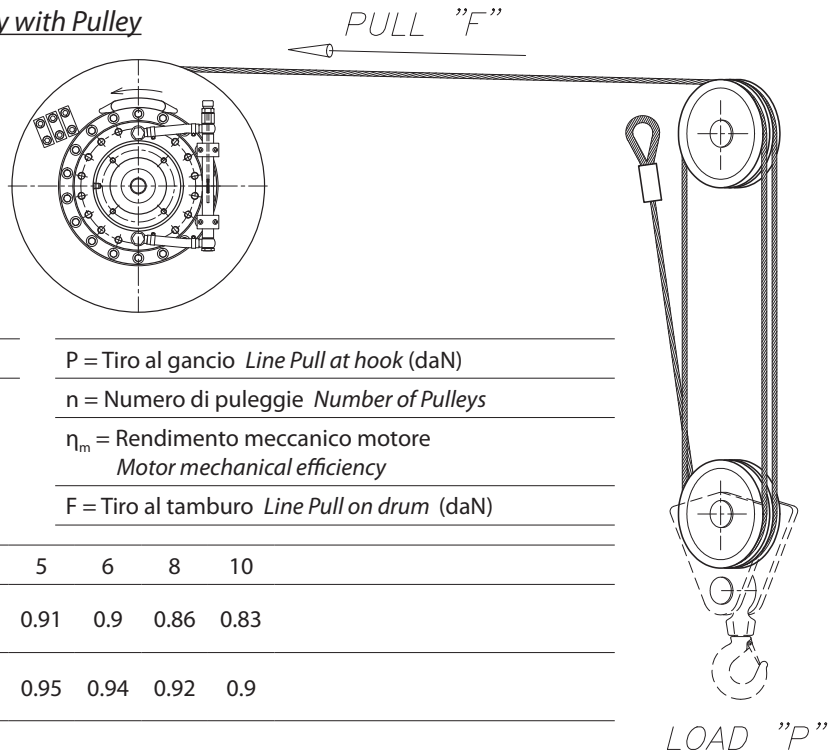 y with Pulley
PULL "F"
P = Tiro al gancio Line Pull at hook (daN)
n = Numero di puleggie Number of Pulleys
ηm = Rendimento meccanico motore
Motor mechanical efficiency
F = Tiro al tamburo Line Pull on drum (daN)
5 6 8 10
0.91 0.9 0.86 0.83
0.95 0.94 0.92 0.9
LOAD "P"